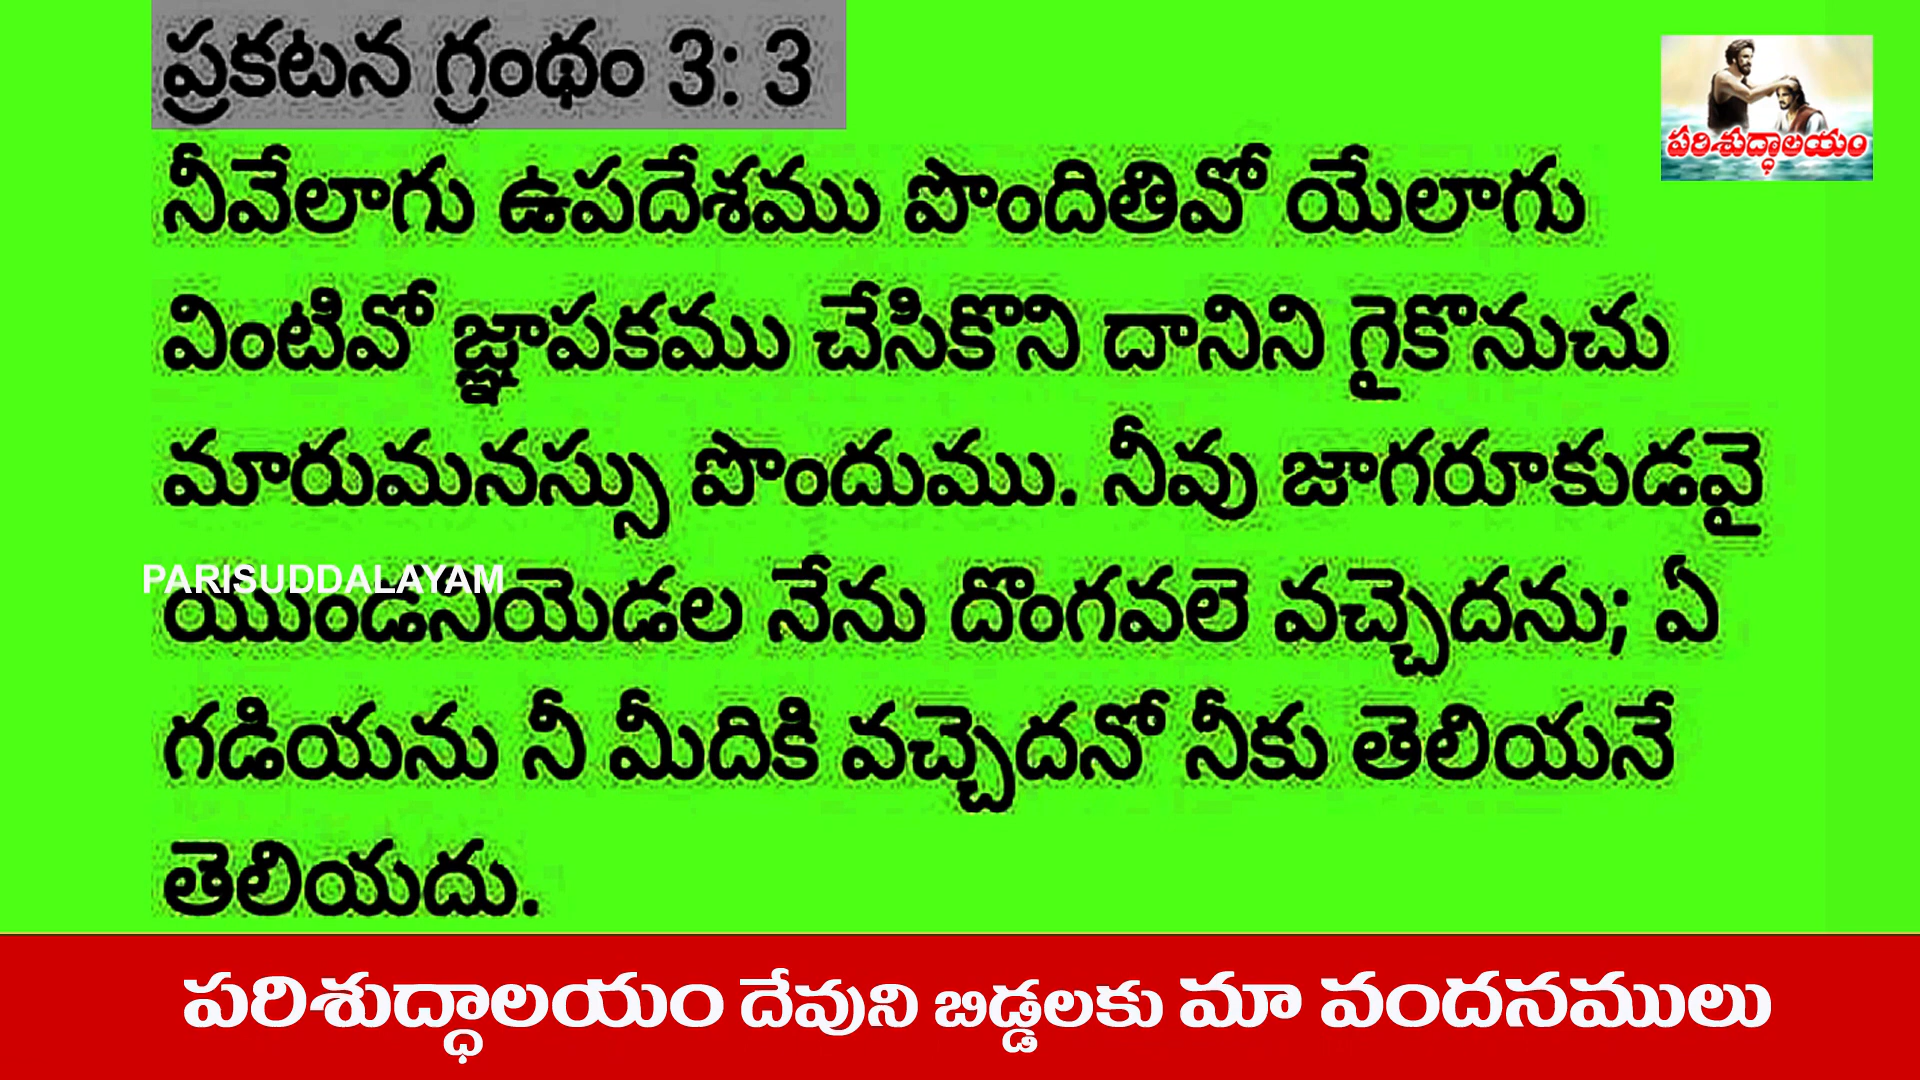 ప్రకటన గ్రంథం 3: 3
పరిశుద్ధాలయం
నీవేలాగు ఉపదేశము పొందితివో యేలాగు
వింటివో జ్ఞాపకము చేసికొని దానిని గైకొనుచు
మారుమనస్సు పొందుము. నీవు జాగరూకుడవై
PARISUDDALAYAM
యుండనియెడల నేను దొంగవలె వచ్చెదను; ఏ
గడియను నీ మీదికి వచ్చెదనో నీకు తెలియనే
తెలియదు.
పరిశుద్ధాలయం దేవుని బిడ్డలకు మా వందనములు